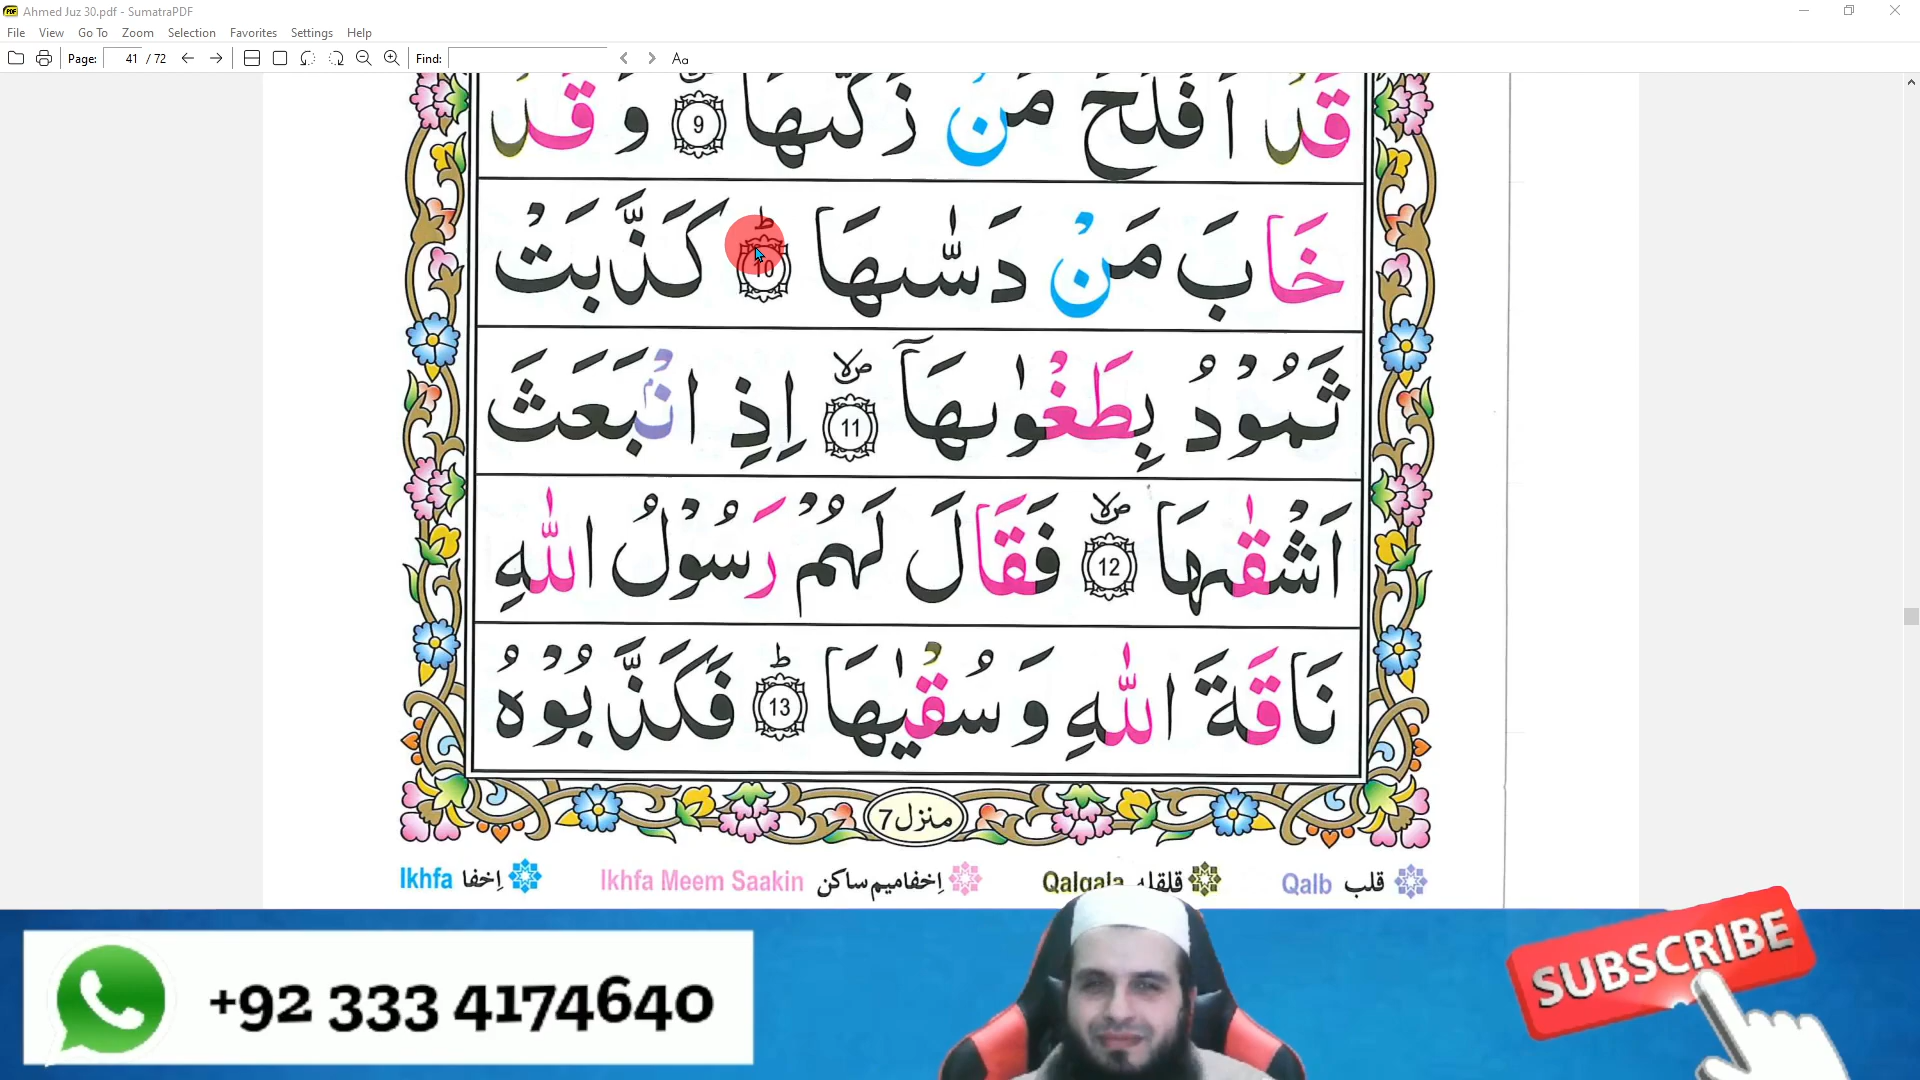 Ahmed Juz 30.pdf - SumatraPDF
File View Go To Zoom Selection Favorites Settings Help
Page: 41 / 72 Find: Aa
قَدْ اَفْلَحَ مَنْ زَكّٰىهَا 9 وَقَدْ
خَابَ مَنْ دَسّٰىهَا ؕ 10 كَذَّبَتْ
ثَمُوْدُ بِطَغْوٰىهَاۤ 11 اِذِ انْۢبَعَثَ
اَشْقٰىهَا 12 فَقَالَ لَهُمْ رَسُوْلُ اللّٰهِ
نَاقَةَ اللّٰهِ وَسُقْيٰهَا ؕ 13 فَكَذَّبُوْهُ
منزل 7
Ikhfa اِخفا Ikhfa Meem Saakin اِخفامیم ساکن Qalqala قلقله Qalb قلب
+92 333 4174640
SUBSCRIBE